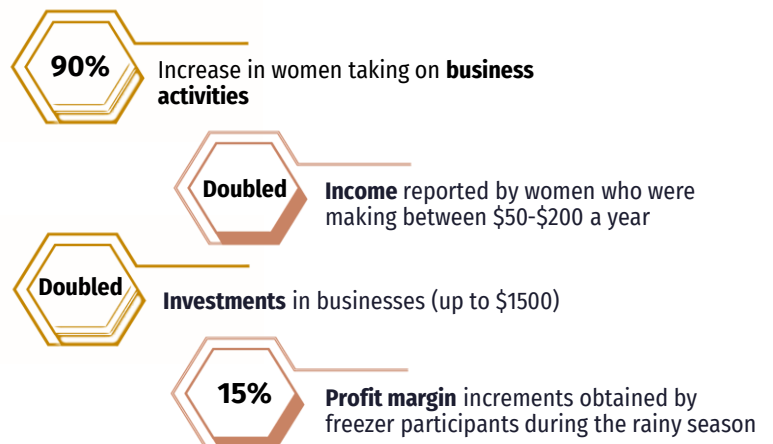 90%
Increase in women taking on business
activities
Doubled
Income reported by women who were
making between $50-$200 a year
Doubled
Investments in businesses (up to $1500)
15%
Profit margin increments obtained by
freezer participants during the rainy season